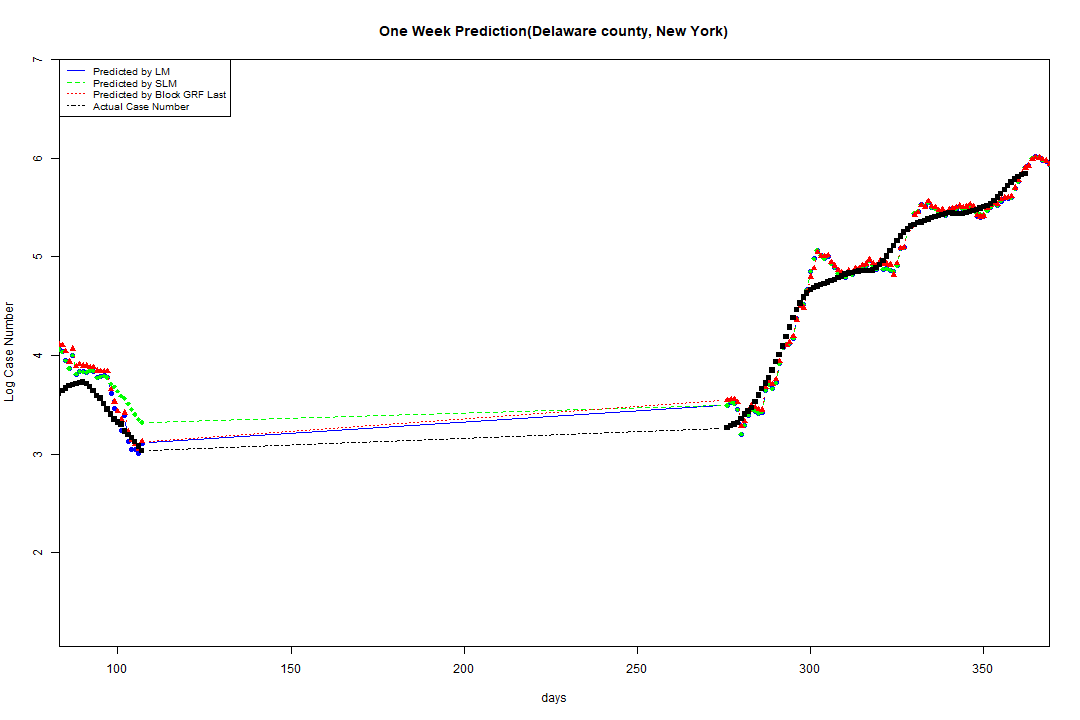 One Week Prediction(Delaware county, New York)
Predicted by LM
Predicted by SLM
Predicted by Block GRF Last
Actual Case Number
Log Case Number
7
6
5
4
3
2
100 150 200 250 300 350
days